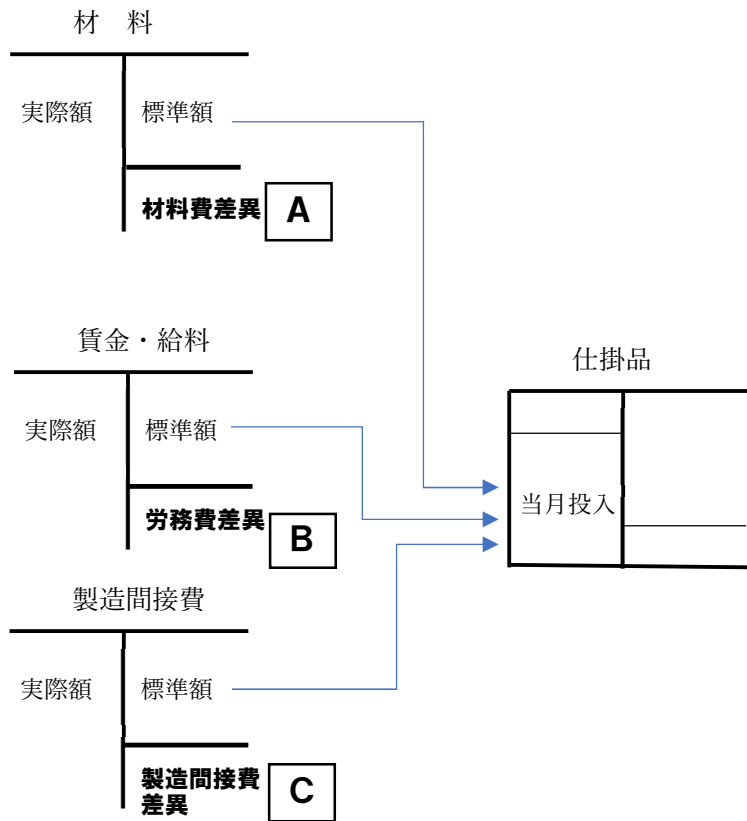 材　料
実際額
標準額
材料費差異
A
賃金・給料
実際額
標準額
労務費差異
B
仕掛品
当月投入
製造間接費
実際額
標準額
製造間接費
差異
C